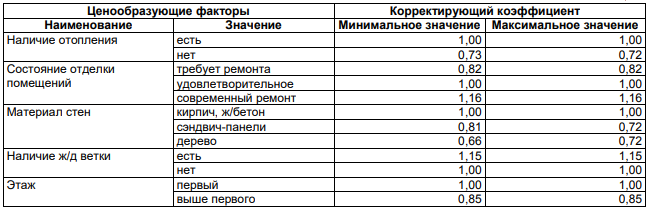 Ценообразующие факторы Корректирующий коэффициент
Наименование Значение Минимальное значение Максимальное значение
Наличие отопления есть 1,00 1,00
нет 0,73 0,72
Состояние отделки требует ремонта 0,82 0,82
помещений удовлетворительное 1,00 1,00
современный ремонт 1,16 1,16
Материал стен кирпич, ж/бетон 1,00 1,00
сэндвич-панели 0,81 0,72
дерево 0,66 0,72
Наличие ж/д ветки есть 1,15 1,15
нет 1,00 1,00
Этаж первый 1,00 1,00
выше первого 0,85 0,85